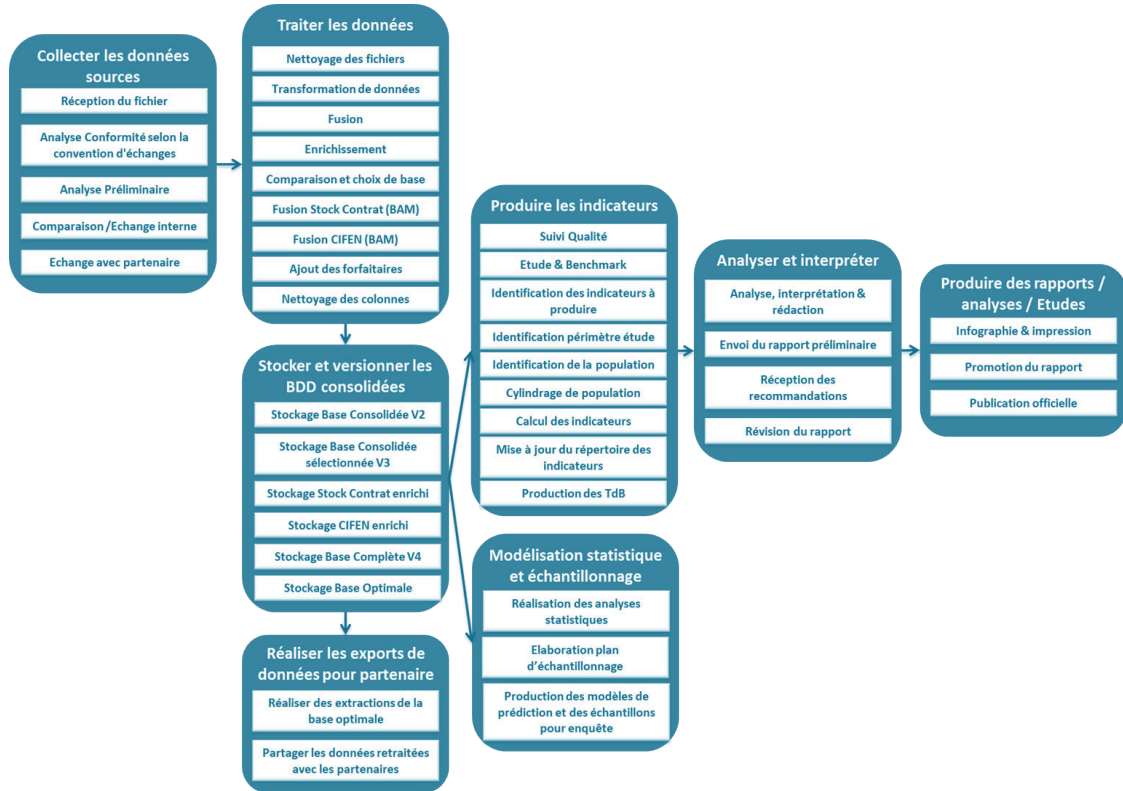 Collecter les données
sources
Réception du fichier
Analyse Conformité selon la
convention d'échanges
Analyse Préliminaire
Comparaison /Echange interne
Echange avec partenaire
Traiter les données
Nettoyage des fichiers
Transformation de données
Fusion
Enrichissement
Comparaison et choix de base
Fusion Stock Contrat (BAM)
Fusion CIFEN (BAM)
Ajout des forfaitaires
Nettoyage des colonnes
Stocker et versionner les
BDD consolidées
Stockage Base Consolidée V2
Stockage Base Consolidée
sélectionnée V3
Stockage Stock Contrat enrichi
Stockage CIFEN enrichi
Stockage Base Complète V4
Stockage Base Optimale
Réaliser les exports de
données pour partenaire
Réaliser des extractions de la
base optimale
Partager les données retraitées
avec les partenaires
Produire les indicateurs
Suivi Qualité
Etude & Benchmark
Identification des indicateurs à
produire
Identification périmètre étude
Identification de la population
Cylindrage de population
Calcul des indicateurs
Mise à jour du répertoire des
indicateurs
Production des TdB
Modélisation statistique
et échantillonnage
Réalisation des analyses
statistiques
Elaboration plan
d'échantillonnage
Production des modèles de
prédiction et des échantillons
pour enquête
Analyser et interpréter
Analyse, interprétation &
rédaction
Envoi du rapport préliminaire
Réception des
recommandations
Révision du rapport
Produire des rapports /
analyses / Etudes
Infographie & impression
Promotion du rapport
Publication officielle